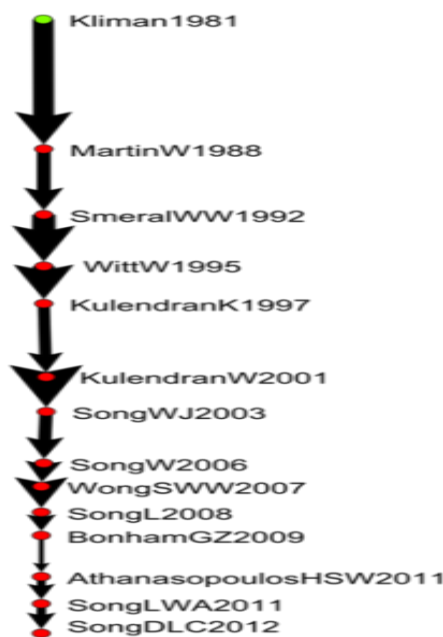 Kliman1981
MartinW1988
SmeralWW1992
WittW1995
KulendranK1997
KulendranW2001
SongWJ2003
SongW2006
WongSWW2007
SongL2008
BonhamGZ2009
AthanasopoulosHSW2011
SongLWA2011
SongDLC2012